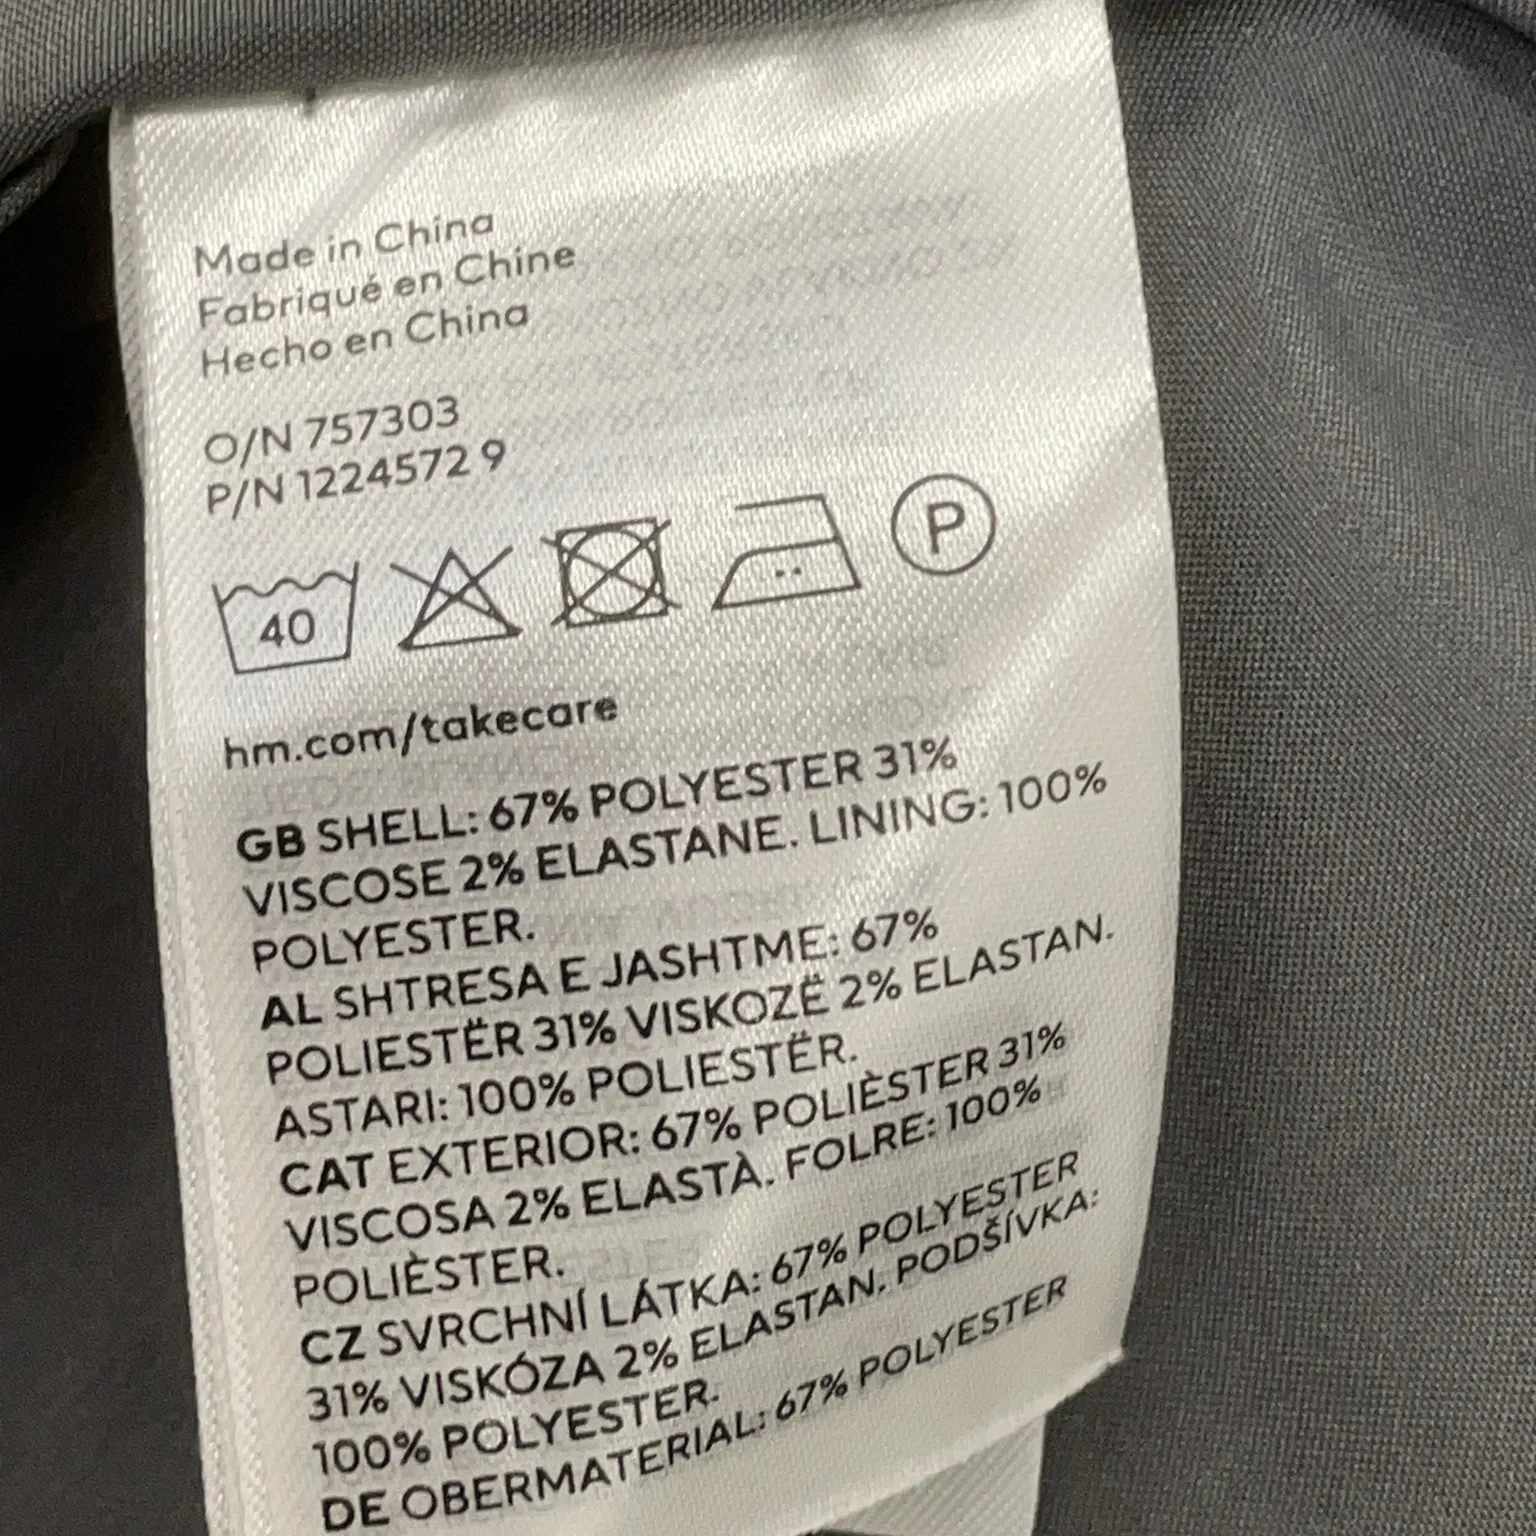 Made in China
Fabriqué en Chine
Hecho en China
O/N 757303
P/N 1224572 9
40
P
hm.com/takecare
GB SHELL: 67% POLYESTER 31%
VISCOSE 2% ELASTANE. LINING: 100%
POLYESTER.
AL SHTRESA E JASHTME: 67%
POLIESTËR 31% VISKOZË 2% ELASTAN.
ASTARI: 100% POLIESTËR.
CAT EXTERIOR: 67% POLIÈSTER 31%
VISCOSA 2% ELASTÀ. FOLRE: 100%
POLIÈSTER.
CZ SVRCHNÍ LÁTKA: 67% POLYESTER
31% VISKÓZA 2% ELASTAN. PODŠÍVKA:
100% POLYESTER.
DE OBERMATERIAL: 67% POLYESTER